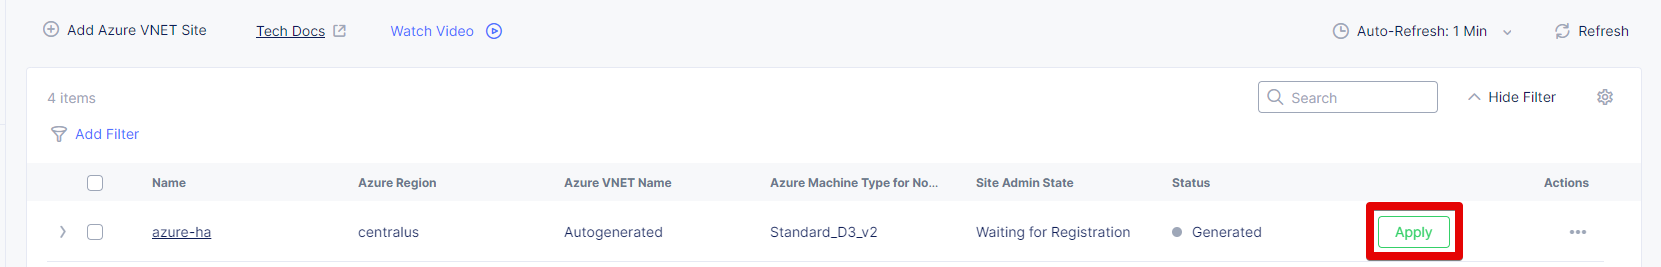 Add Azure VNET Site Tech Docs Watch Video Auto-Refresh: 1 Min Refresh
4 items Search Hide Filter
Add Filter
Name Azure Region Azure VNET Name Azure Machine Type for No... Site Admin State Status Actions
azure-ha centralus Autogenerated Standard_D3_v2 Waiting for Registration Generated Apply